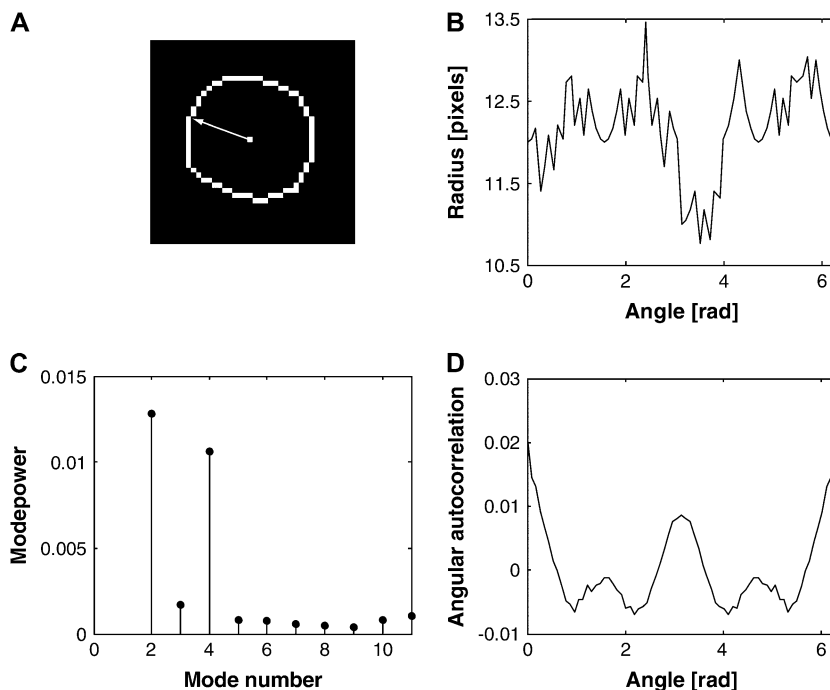 A
B
13.5
12.5
11.5
10.5
Radius [pixels]
0 2 4 6
Angle [rad]
C
0.015
0.01
0.005
0
Modepower
0 2 4 6 8 10
Mode number
D
0.03
0.02
0.01
0
-0.01
Angular autocorrelation
0 2 4 6
Angle [rad]